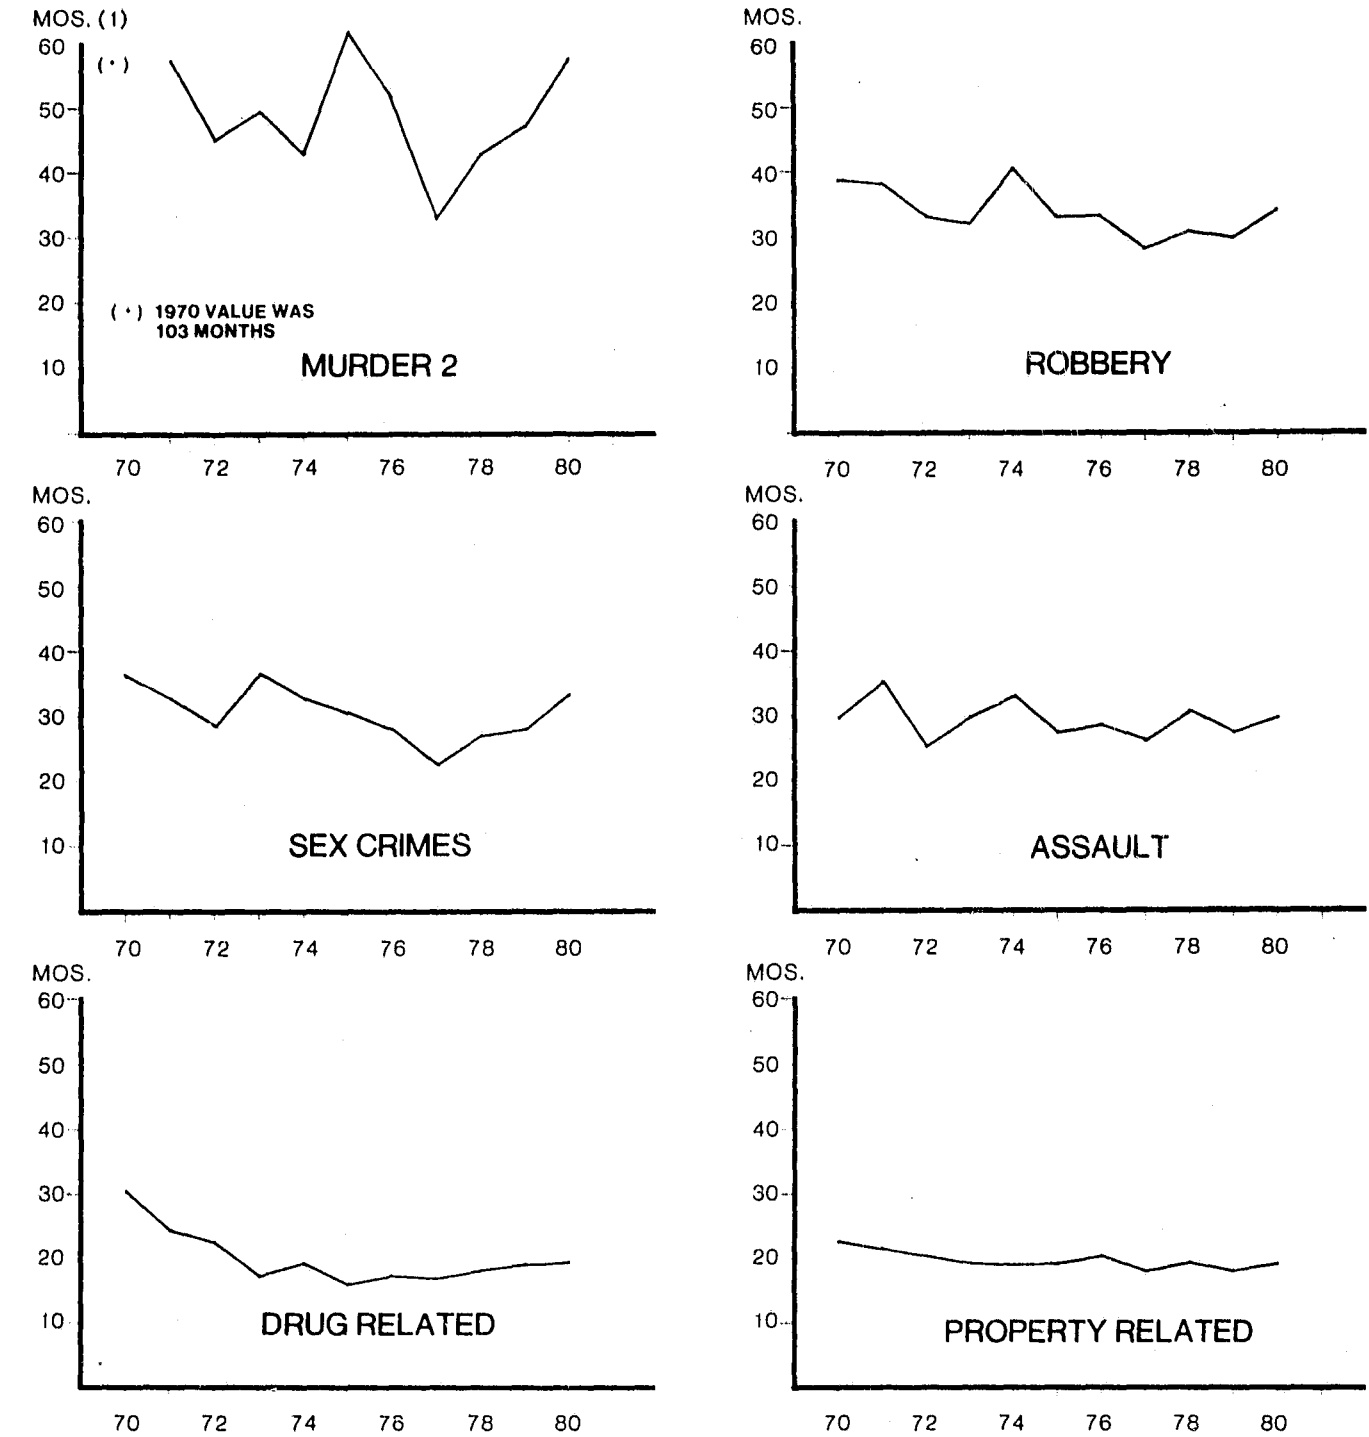 MOS. (1)
60
(·)
50
40
30
20
(·) 1970 VALUE WAS
103 MONTHS
10
MURDER 2
70 72 74 76 78 80
MOS.
60
50
40
30
20
10
ROBBERY
70 72 74 76 78 80
MOS.
60
50
40
30
20
10
SEX CRIMES
70 72 74 76 78 80
MOS.
60
50
40
30
20
10
ASSAULT
70 72 74 76 78 80
MOS.
60
50
40
30
20
10
DRUG RELATED
70 72 74 76 78 80
MOS.
60
50
40
30
20
10
PROPERTY RELATED
70 72 74 76 78 80